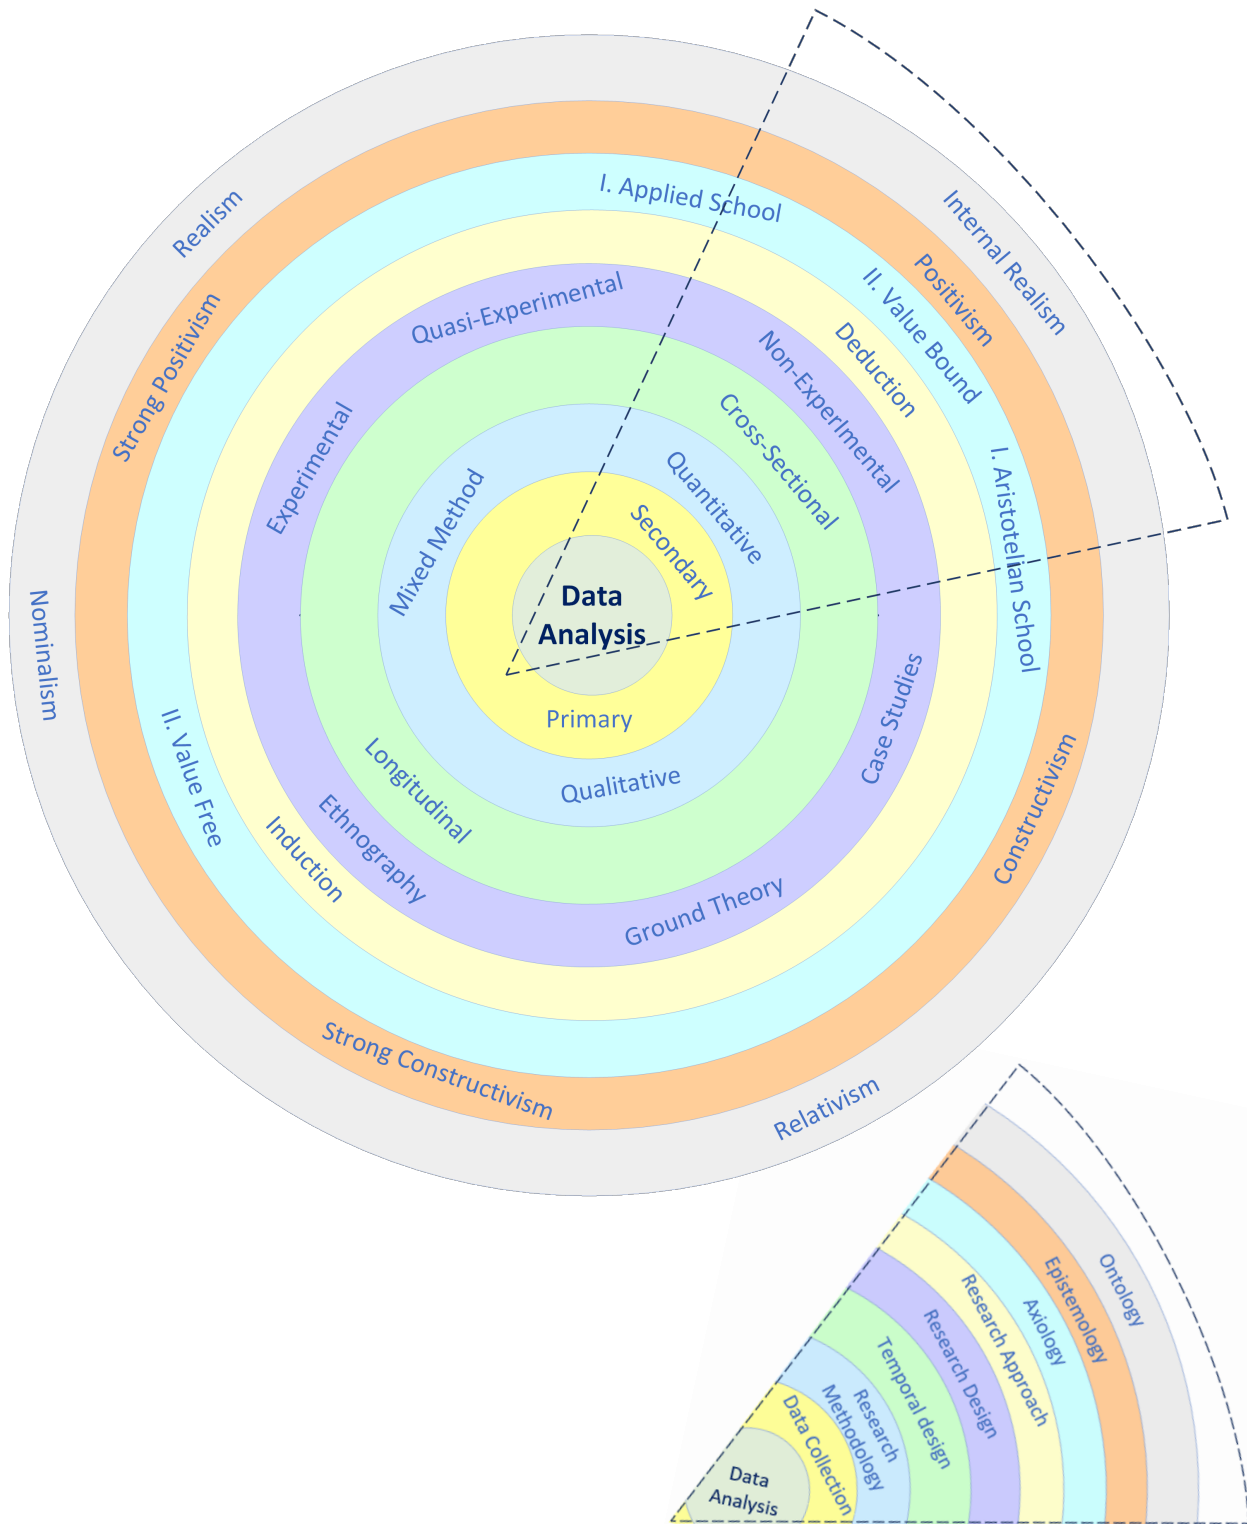 Realism
Internal Realism
Nominalism
Relativism
Strong Positivism
Positivism
Constructivism
Strong Constructivism
I. Applied School
II. Value Bound
I. Aristotelian School
II. Value Free
Deduction
Induction
Quasi-Experimental
Non-ExperImental
Experimental
Case Studies
Ethnography
Ground Theory
Cross-Sectional
Longitudinal
Mixed Method
Quantitative
Qualitative
Secondary
Primary
Data
Analysis
Ontology
Epistemology
Axiology
Research Approach
Research Design
Temporal design
Research
Methodology
Data Collection
Data
Analysis